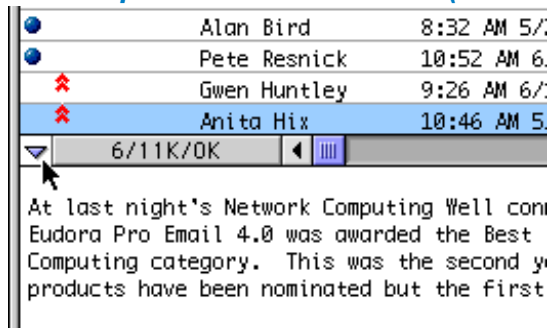 Alan Bird 8:32 AM 5/2
Pete Resnick 10:52 AM 6
Gwen Huntley 9:26 AM 6/
Anita Hix 10:46 AM 5
6/11K/0K
At last night's Network Computing Well con
Eudora Pro Email 4.0 was awarded the Best
Computing category. This was the second y
products have been nominated but the first